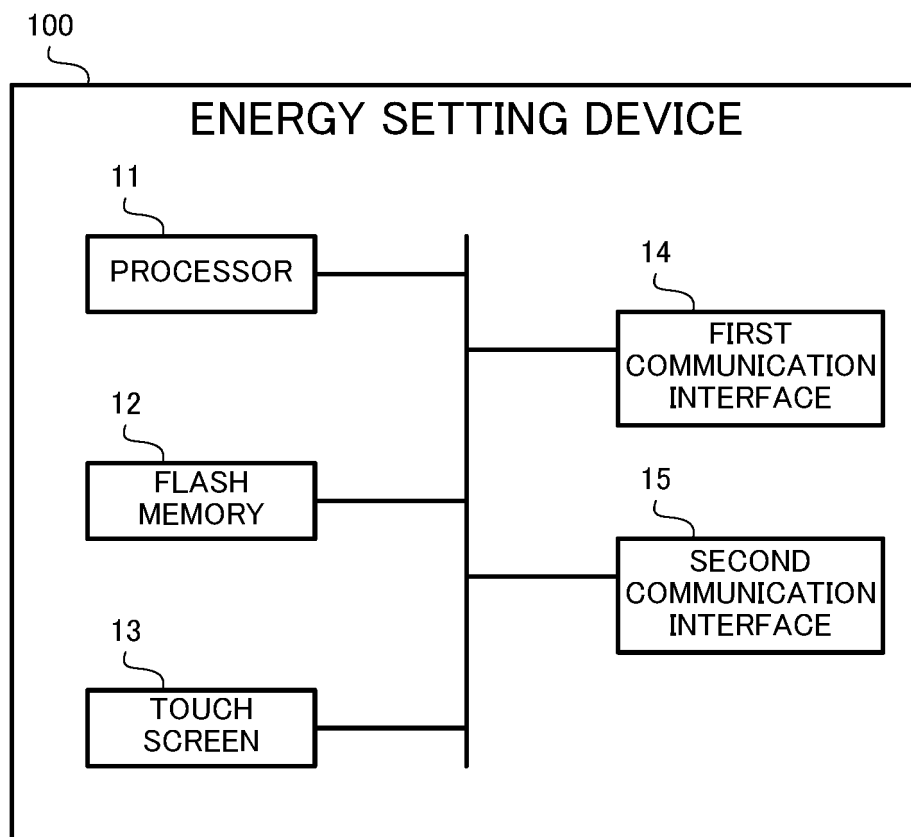 100
ENERGY SETTING DEVICE
11
PROCESSOR
12
FLASH
MEMORY
13
TOUCH
SCREEN
14
FIRST
COMMUNICATION
INTERFACE
15
SECOND
COMMUNICATION
INTERFACE